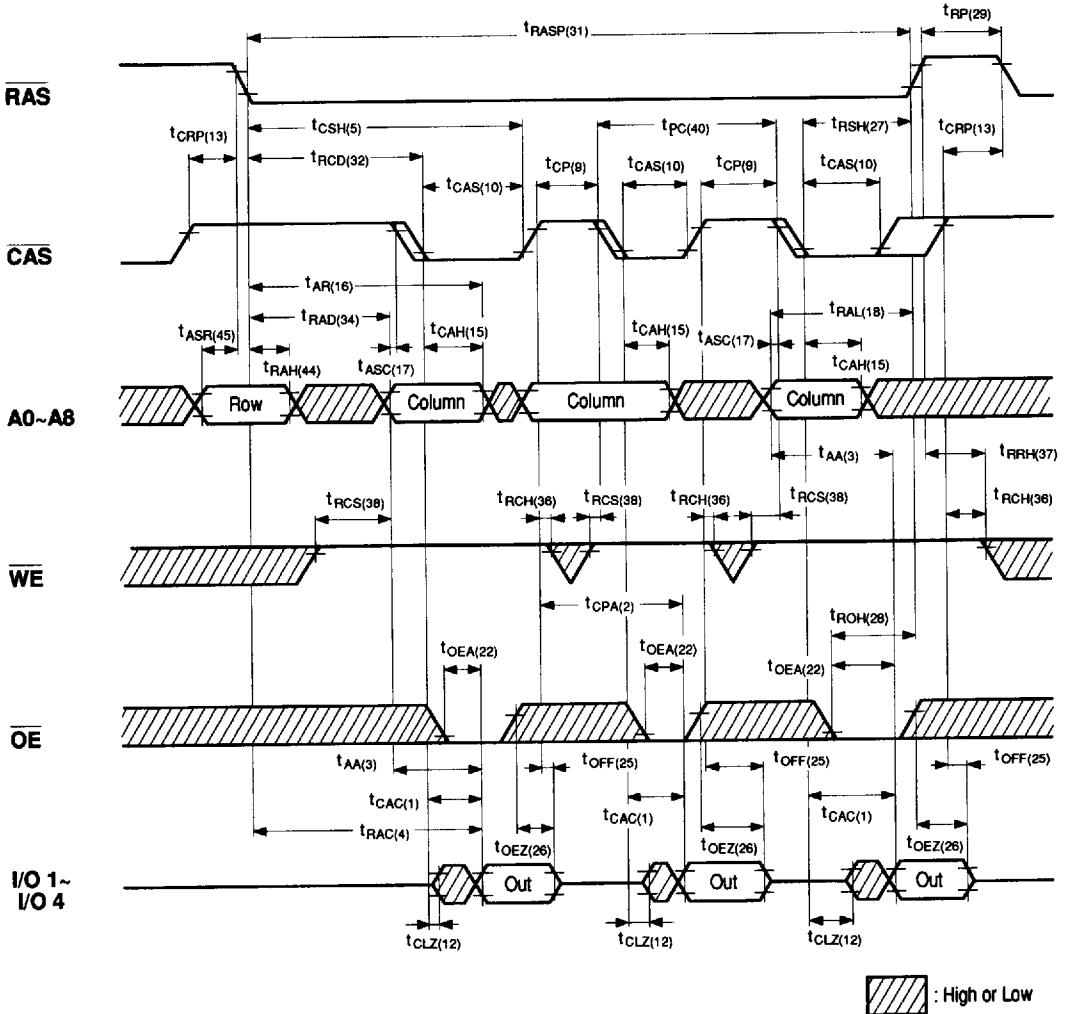 tRP(29)
tRASP(31)
RAS
tCRP(13)
tCSH(5)
tPC(40)
tRSH(27)
tCRP(13)
tRCD(32)
tCP(9)
tCAS(10)
tCP(9)
tCAS(10)
tCAS(10)
CAS
tAR(16)
tRAD(34)
tRAL(18)
tASR(45)
tCAH(15)
tCAH(15)
tASC(17)
tRAH(44)
tASC(17)
tCAH(15)
A0~A8
Row
Column
Column
Column
tAA(3)
tRRH(37)
tRCS(38)
tRCH(36)
tRCS(38)
tRCH(36)
tRCS(38)
tRCH(36)
WE
tCPA(2)
tROH(28)
tOEA(22)
tOEA(22)
tOEA(22)
OE
tAA(3)
tOFF(25)
tOFF(25)
tOFF(25)
tCAC(1)
tCAC(1)
tCAC(1)
tRAC(4)
tOEZ(26)
tOEZ(26)
tOEZ(26)
I/O 1~
I/O 4
Out
Out
Out
tCLZ(12)
tCLZ(12)
tCLZ(12)
: High or Low